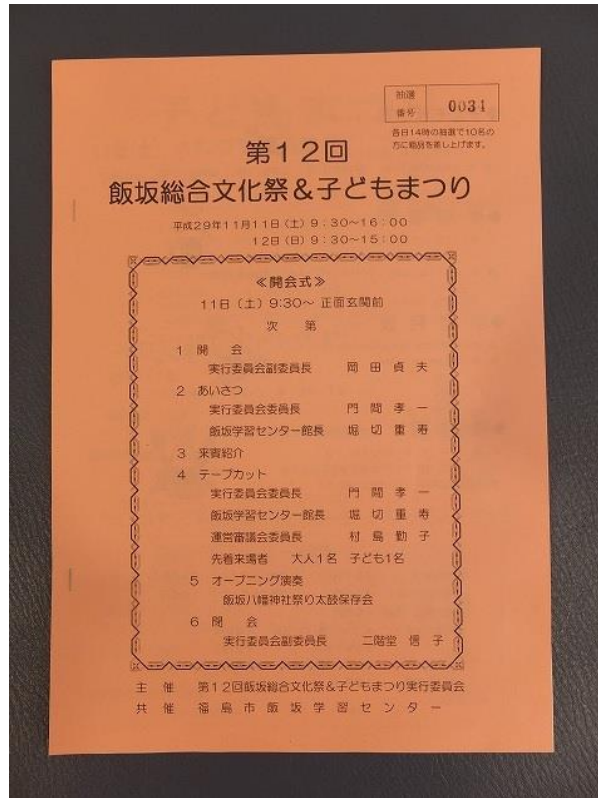 抽選
番号
0031
各日14時の抽選で10名の
方に商品を差し上げます。
第12回
飯坂総合文化祭&子どもまつり
平成29年11月11日(土)9:30~16:00
12日(日)9:30~15:00
≪開会式≫
11日(土)9:30~ 正面玄関前
次 第
1 開 会
実行委員会副委員長 岡田貞夫
2 あいさつ
実行委員会委員長 門間孝一
飯坂学習センター館長 堀切重寿
3 来賓紹介
4 テープカット
実行委員会委員長 門間孝一
飯坂学習センター館長 堀切重寿
運営審議会委員長 村島勤子
先着来場者 大人1名 子ども1名
5 オープニング演奏
飯坂八幡神社祭り太鼓保存会
6 閉 会
実行委員会副委員長 二階堂 信子
主 催 第12回飯坂総合文化祭&子どもまつり実行委員会
共 催 福島市飯坂学習センター